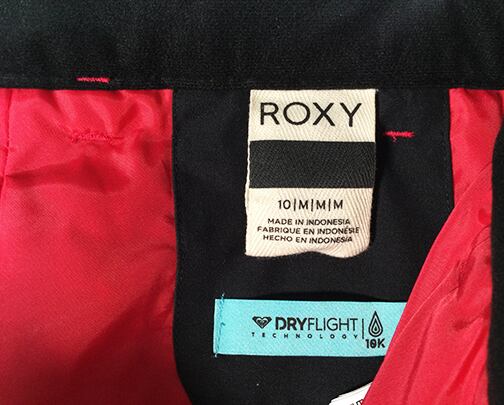 ROXY
10|M|M|M
MADE IN INDONESIA
FABRIQUE EN INDONÉSIE
HECHO EN INDONESIA
DRYFLIGHT
TECHNOLOGY
10K